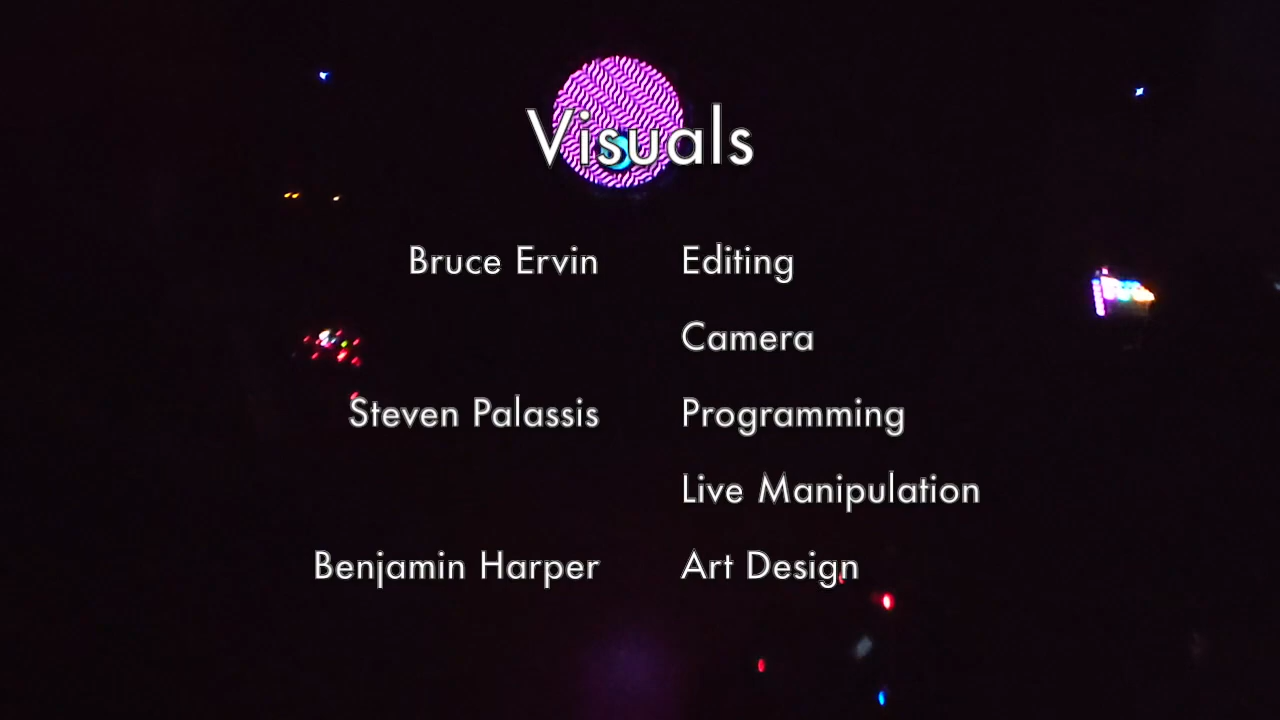 Visuals
Bruce Ervin Editing
Camera
Steven Palassis Programming
Live Manipulation
Benjamin Harper Art Design